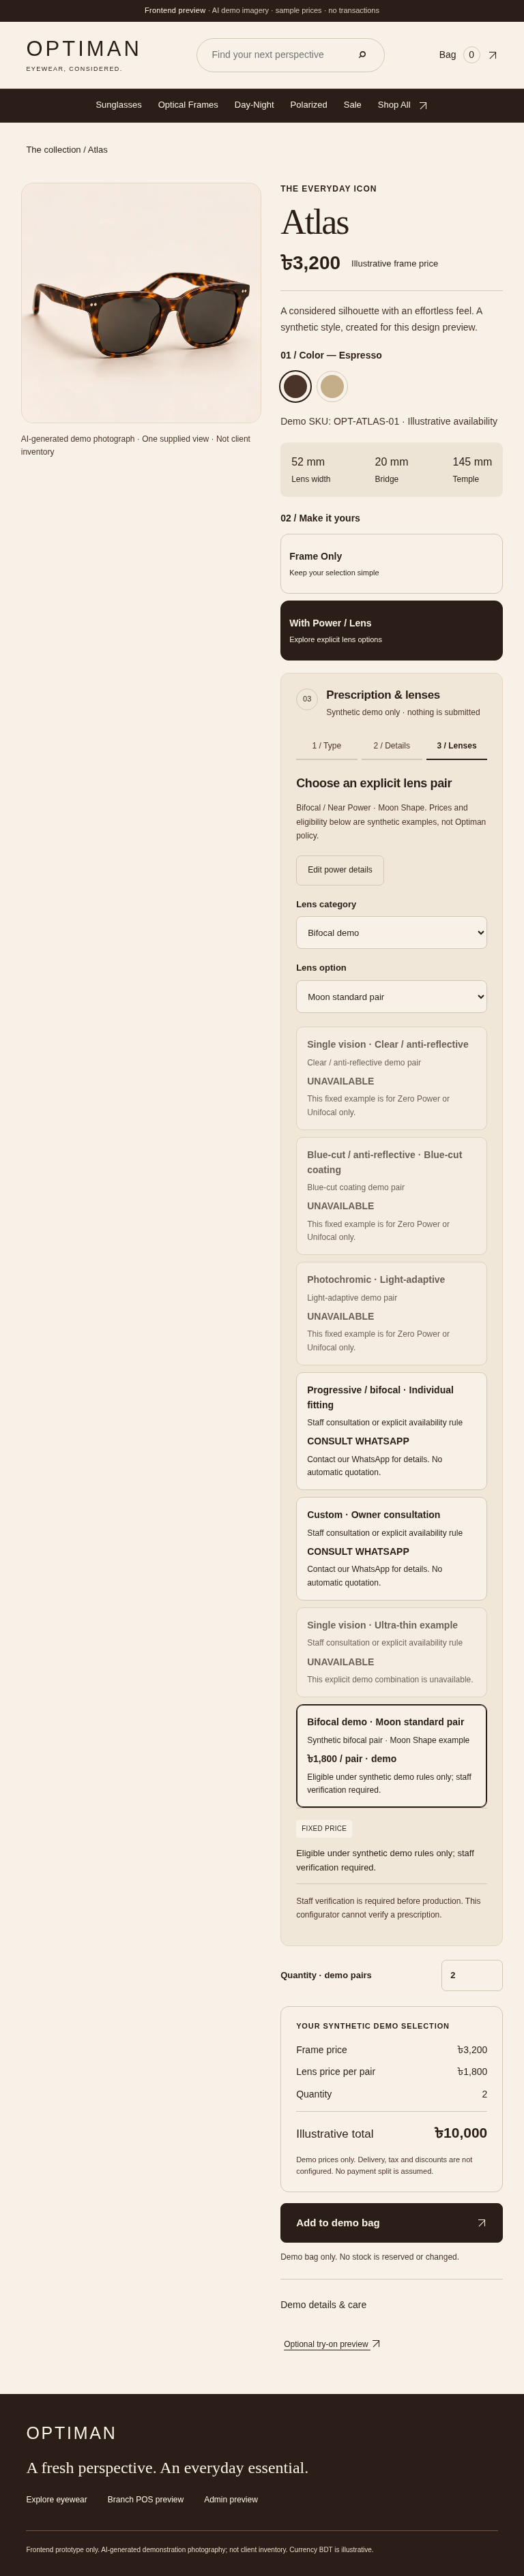 Frontend preview · AI demo imagery · sample prices · no transactions
OPTIMAN
EYEWEAR, CONSIDERED.
Find your next perspective
Bag 0
Sunglasses Optical Frames Day-Night Polarized Sale Shop All
The collection / Atlas
AI-generated demo photograph · One supplied view · Not client
inventory
THE EVERYDAY ICON
Atlas
৳3,200 Illustrative frame price
A considered silhouette with an effortless feel. A
synthetic style, created for this design preview.
01 / Color — Espresso
Demo SKU: OPT-ATLAS-01 · Illustrative availability
52 mm 20 mm 145 mm
Lens width Bridge Temple
02 / Make it yours
Frame Only
Keep your selection simple
With Power / Lens
Explore explicit lens options
03 Prescription & lenses
Synthetic demo only · nothing is submitted
1 / Type 2 / Details 3 / Lenses
Choose an explicit lens pair
Bifocal / Near Power · Moon Shape. Prices and
eligibility below are synthetic examples, not Optiman
policy.
Edit power details
Lens category
Bifocal demo
Lens option
Moon standard pair
Single vision · Clear / anti-reflective
Clear / anti-reflective demo pair
UNAVAILABLE
This fixed example is for Zero Power or
Unifocal only.
Blue-cut / anti-reflective · Blue-cut
coating
Blue-cut coating demo pair
UNAVAILABLE
This fixed example is for Zero Power or
Unifocal only.
Photochromic · Light-adaptive
Light-adaptive demo pair
UNAVAILABLE
This fixed example is for Zero Power or
Unifocal only.
Progressive / bifocal · Individual
fitting
Staff consultation or explicit availability rule
CONSULT WHATSAPP
Contact our WhatsApp for details. No
automatic quotation.
Custom · Owner consultation
Staff consultation or explicit availability rule
CONSULT WHATSAPP
Contact our WhatsApp for details. No
automatic quotation.
Single vision · Ultra-thin example
Staff consultation or explicit availability rule
UNAVAILABLE
This explicit demo combination is unavailable.
Bifocal demo · Moon standard pair
Synthetic bifocal pair · Moon Shape example
৳1,800 / pair · demo
Eligible under synthetic demo rules only; staff
verification required.
FIXED PRICE
Eligible under synthetic demo rules only; staff
verification required.
Staff verification is required before production. This
configurator cannot verify a prescription.
Quantity · demo pairs 2
YOUR SYNTHETIC DEMO SELECTION
Frame price ৳3,200
Lens price per pair ৳1,800
Quantity 2
Illustrative total ৳10,000
Demo prices only. Delivery, tax and discounts are not
configured. No payment split is assumed.
Add to demo bag
Demo bag only. No stock is reserved or changed.
Demo details & care
Optional try-on preview
OPTIMAN
A fresh perspective. An everyday essential.
Explore eyewear Branch POS preview Admin preview
Frontend prototype only. AI-generated demonstration photography; not client inventory. Currency BDT is illustrative.